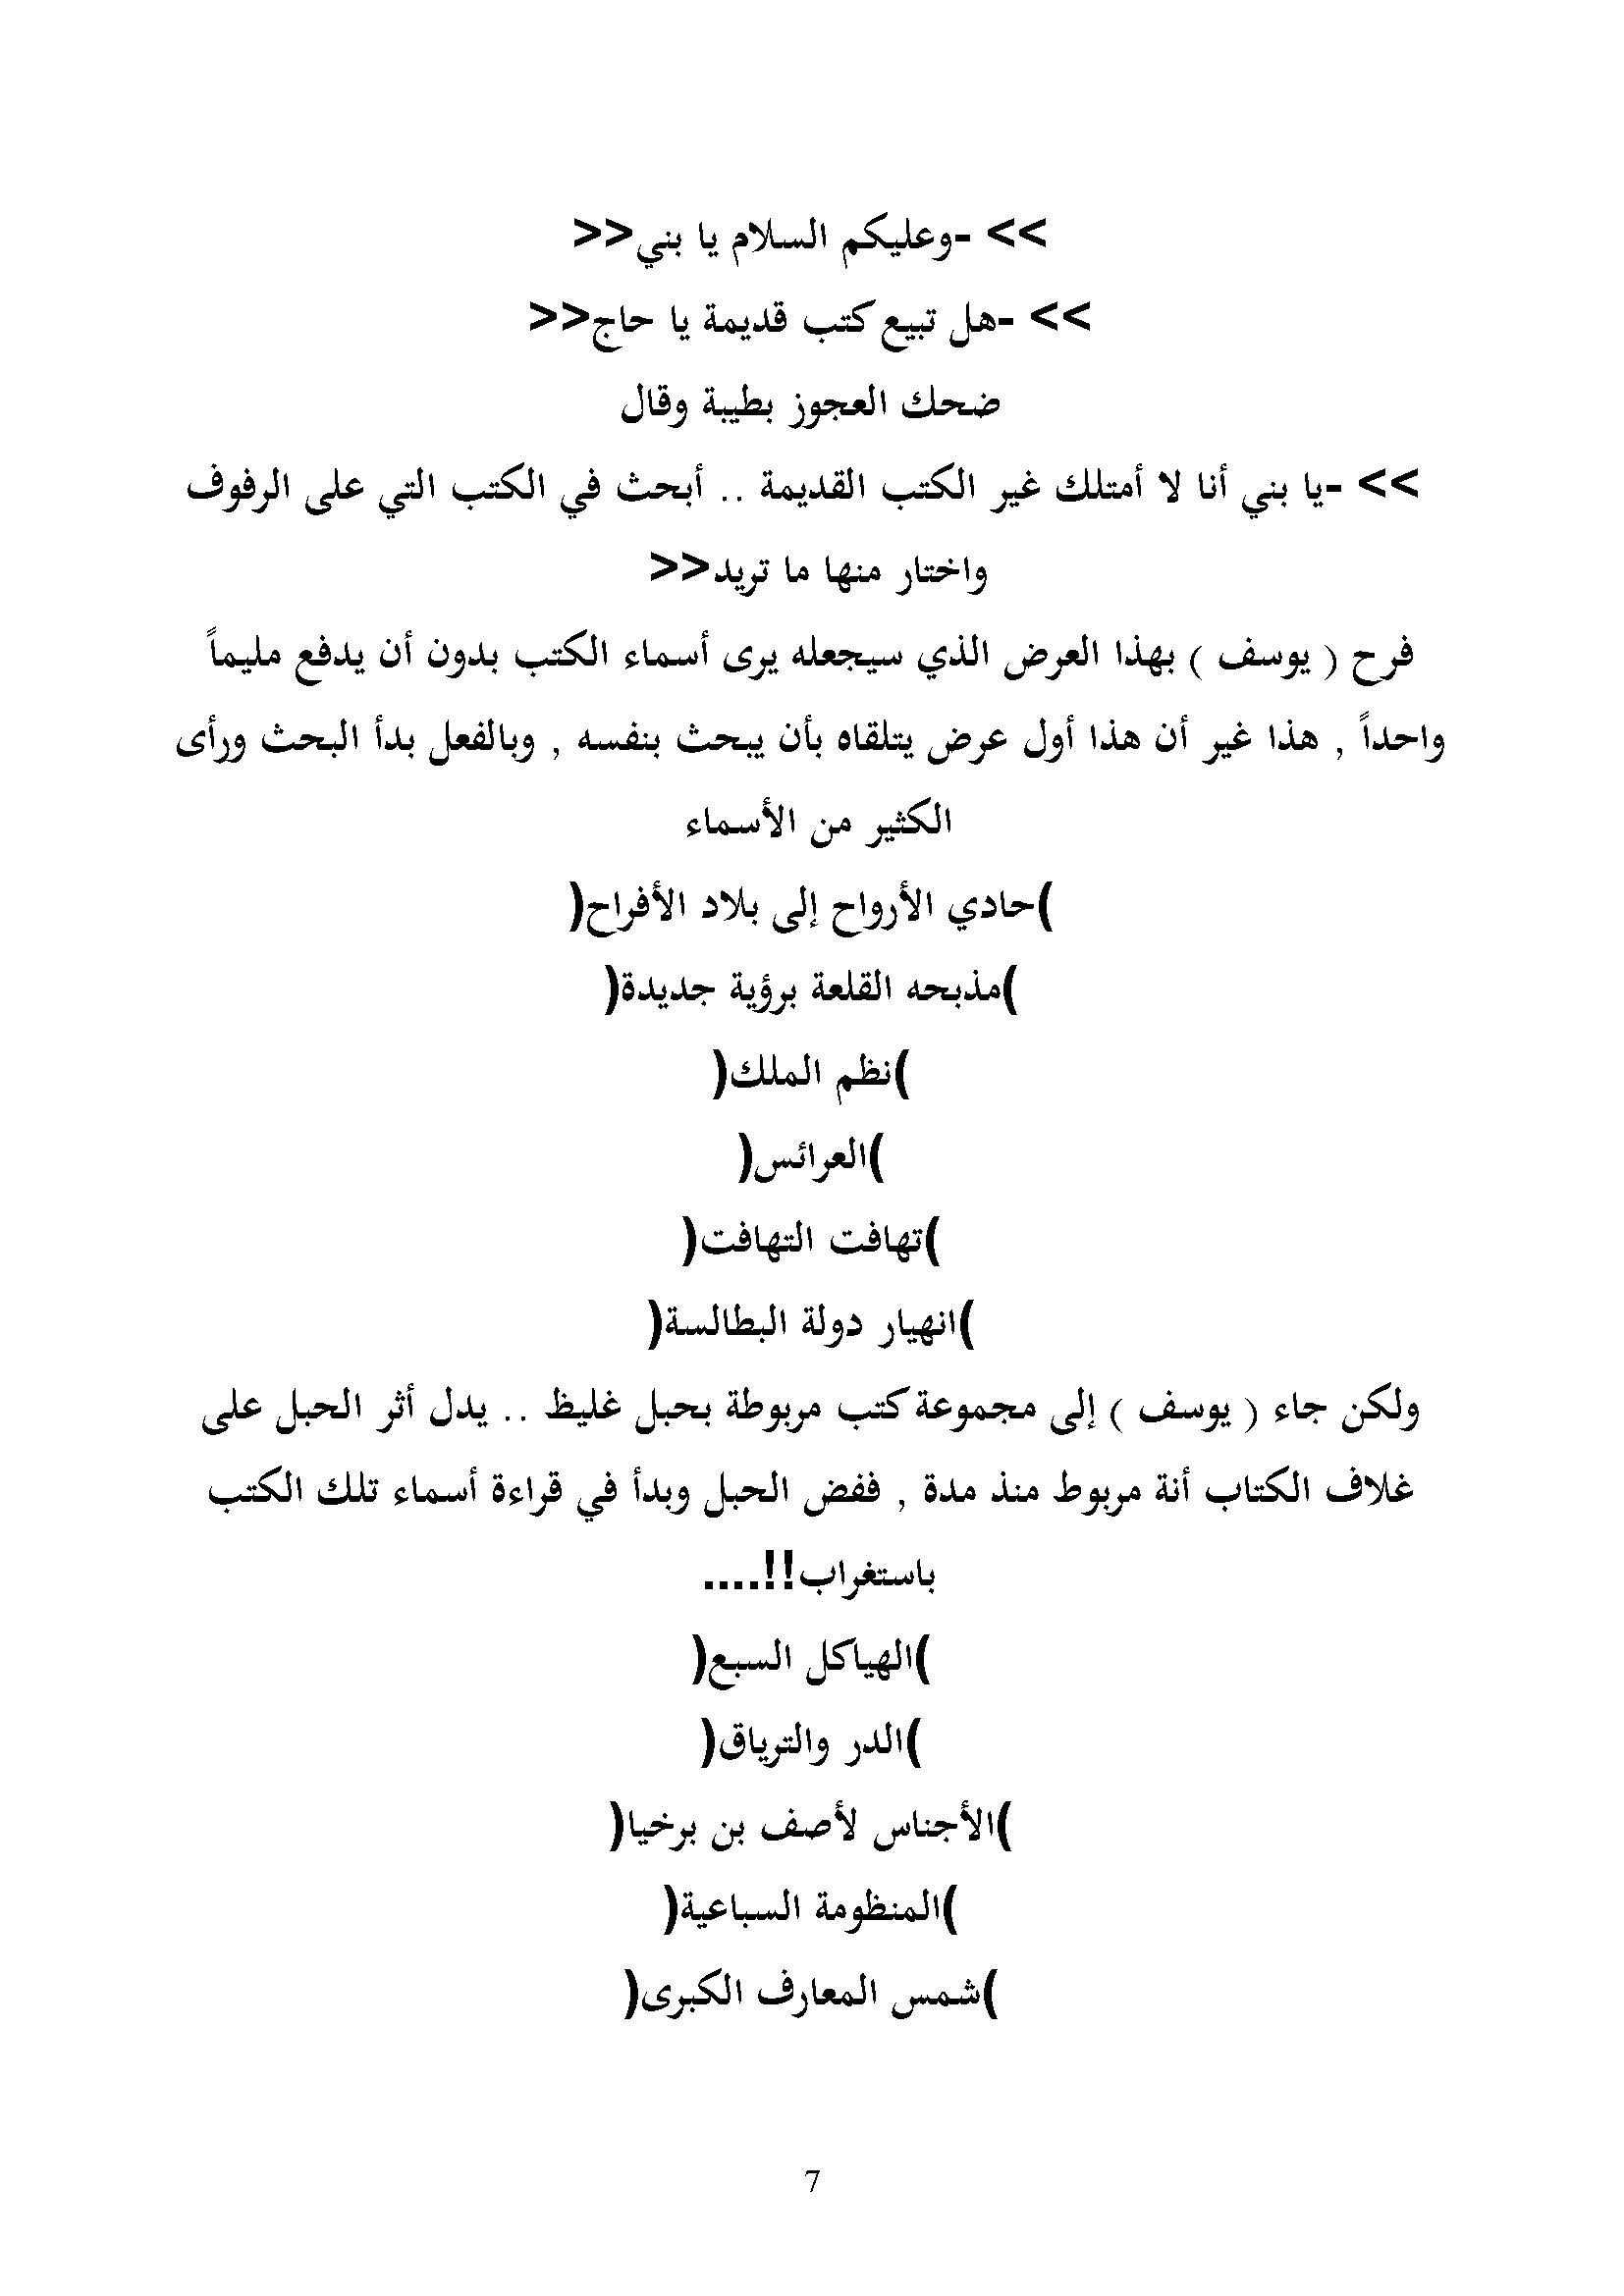 >> -وعليكم السلام يا بني<<
>> -هل تبيع كتب قديمة يا حاج<<
ضحك العجوز بطيبة وقال
>> -يا بني أنا لا أمتلك غير الكتب القديمة .. أبحث في الكتب التي على الرفوف
واختار منها ما تريد<<
فرح ( يوسف ) بهذا العرض الذي سيجعله يرى أسماء الكتب بدون أن يدفع مليماً
واحداً , هذا غير أن هذا أول عرض يتلقاه بأن يبحث بنفسه , وبالفعل بدأ البحث ورأى
الكثير من الأسماء
)حادي الأرواح إلى بلاد الأفراح(
)مذبحه القلعة برؤية جديدة(
)نظم الملك(
)العرائس(
)تهافت التهافت(
)انهيار دولة البطالسة(
ولكن جاء ( يوسف ) إلى مجموعة كتب مربوطة بحبل غليظ .. يدل أثر الحبل على
غلاف الكتاب أنة مربوط منذ مدة , ففض الحبل وبدأ في قراءة أسماء تلك الكتب
باستغراب!!....
)الهياكل السبع(
)الدر والترياق(
)الأجناس لأصف بن برخيا(
)المنظومة السباعية(
)شمس المعارف الكبرى(
7